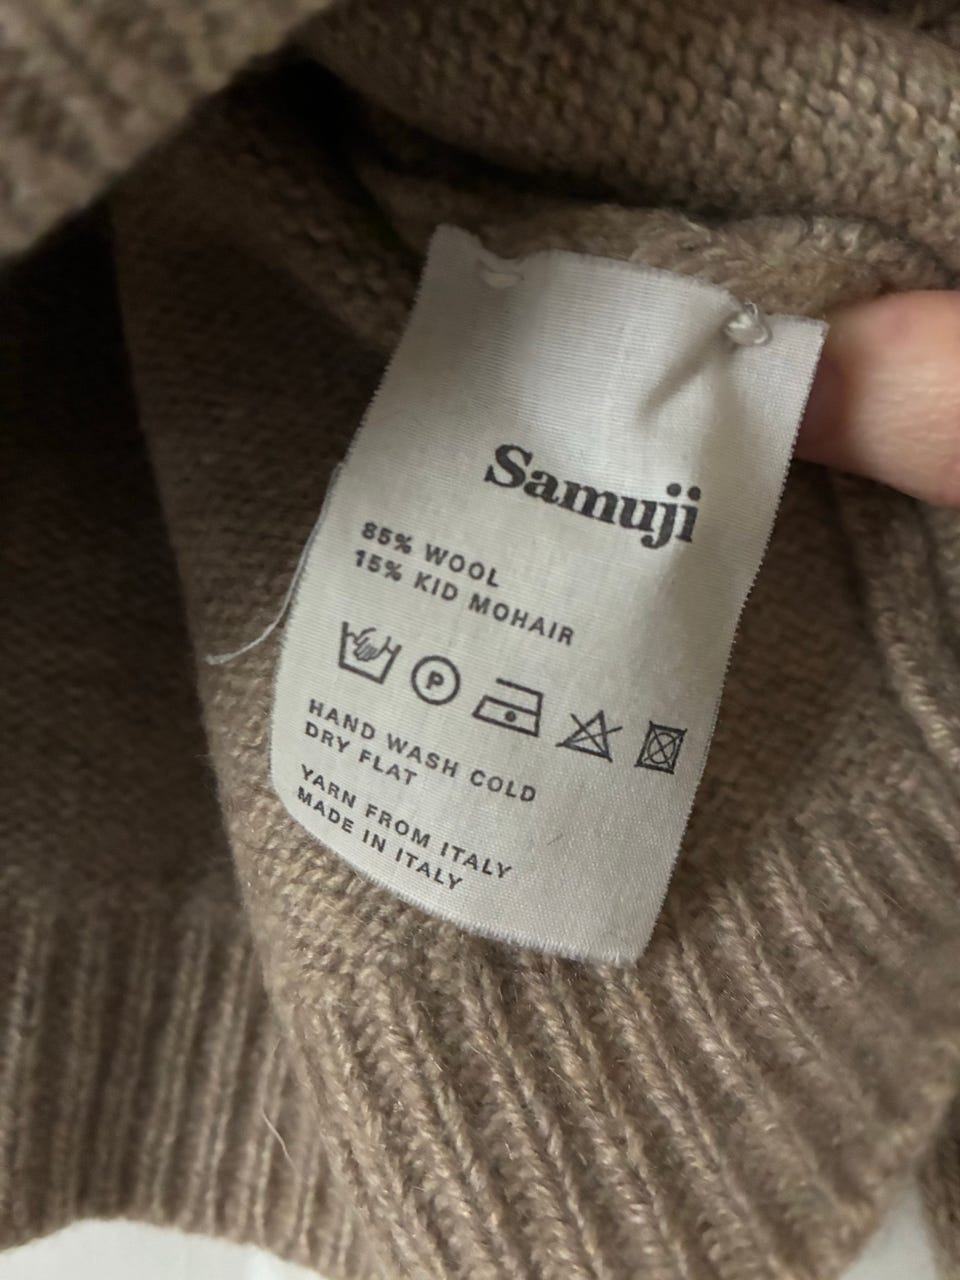 Samuji
85% WOOL
15% KID MOHAIR
P
HAND WASH COLD
DRY FLAT
YARN FROM ITALY
MADE IN ITALY